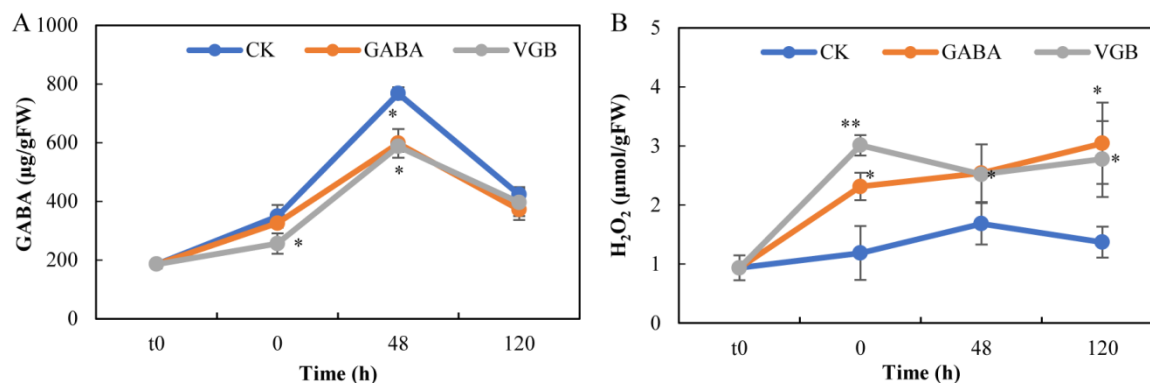 A
1000
800
600
400
200
0
GABA (µg/gFW)
CK
GABA
VGB
*
*
*
t0
0
48
120
Time (h)
B
5
4
3
2
1
0
H₂O₂ (µmol/gFW)
CK
GABA
VGB
**
*
*
*
*
t0
0
48
120
Time (h)